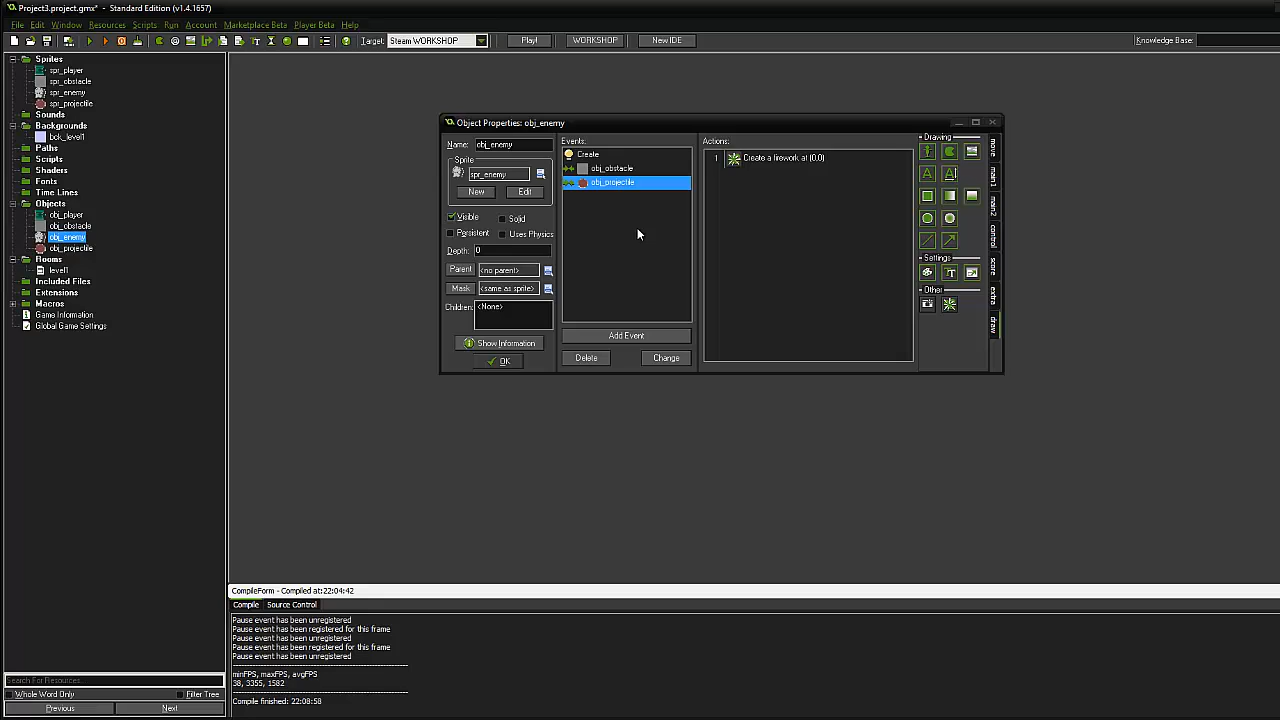 Project3.gmx* - Standard Edition (v1.4.1657)
File Edit Window Resources Scripts Run Account Marketplace Beta Player Beta Help
Target: Steam WORKSHOP Play! WORKSHOP New IDE Knowledge Base:
Sprites
spr_player
spr_obstacle
spr_enemy
spr_projectile
Sounds
Backgrounds
bck_level1
Paths
Scripts
Shaders
Fonts
Time Lines
Objects
obj_player
obj_obstacle
obj_enemy
obj_projectile
Rooms
level1
Included Files
Extensions
Macros
Game Information
Global Game Settings
Search For Resources
Whole Word Only Filter Tree
Previous Next
Object Properties: obj_enemy
Name: obj_enemy
Sprite
spr_enemy
New Edit
Visible Solid
Persistent Uses Physics
Depth: 0
Parent <no parent>
Mask <same as sprite>
Children: <None>
Show Information
OK
Events:
Create
obj_obstacle
obj_projectile
Add Event
Delete Change
Actions:
1 Create a firework at (0,0)
Drawing
Settings
Other
move
main1
main2
control
score
extra
draw
CompileForm - Compiled at:22:04:42
Compile Source Control
Pause event has been unregistered
Pause event has been registered for this frame
Pause event has been unregistered
Pause event has been registered for this frame
Pause event has been unregistered
minFPS, maxFPS, avgFPS
38, 3355, 1582
Compile finished: 22:08:58